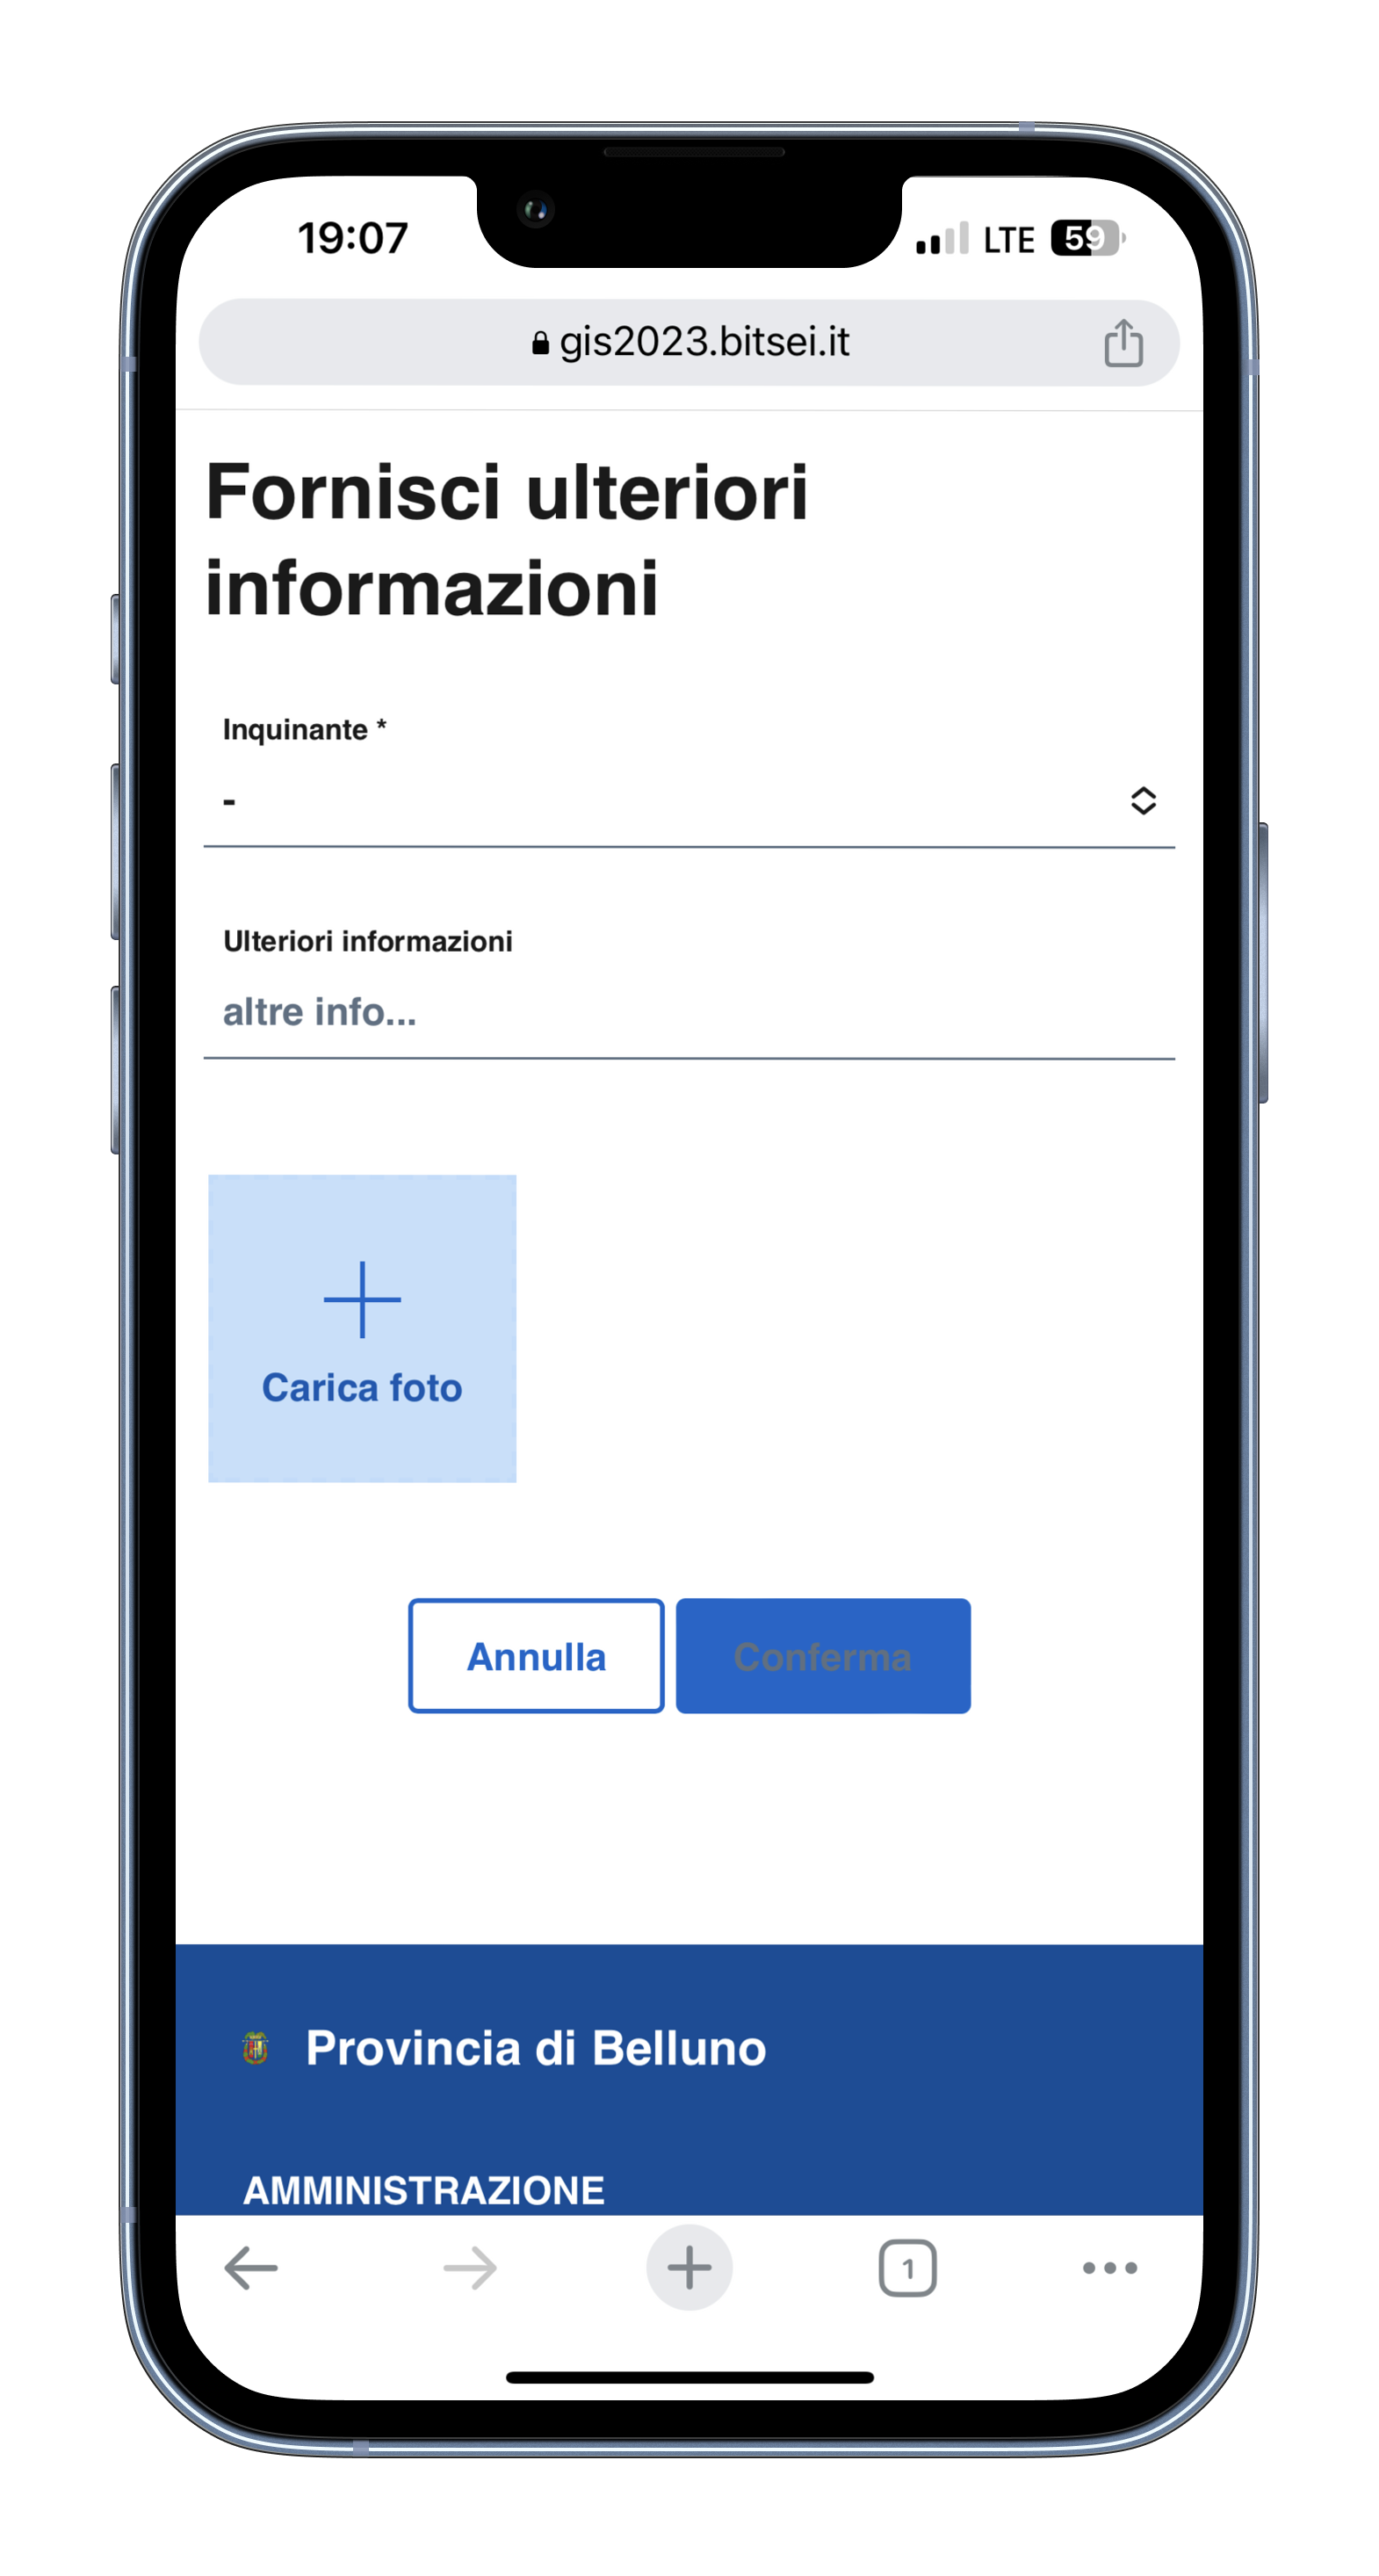 19:07
LTE 59
gis2023.bitsei.it
Fornisci ulteriori
informazioni
Inquinante *
-
Ulteriori informazioni
altre info...
Carica foto
Annulla Conferma
Provincia di Belluno
AMMINISTRAZIONE
1